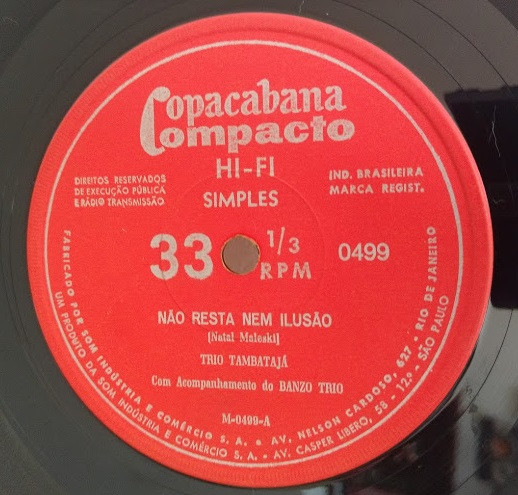 Copacabana
Compacto
HI-FI
SIMPLES
DIREITOS RESERVADOS
DE EXECUÇÃO PÚBLICA
E RÁDIO TRANSMISSÃO
IND. BRASILEIRA
MARCA REGIST.
33 1/3
RPM
0499
NÃO RESTA NEM ILUSÃO
[Natal Maleski]
TRIO TAMBATAJÁ
Com Acompanhamento do BANZO TRIO
M-0499-A
FABRICADO POR SOM INDÚSTRIA E COMÉRCIO S. A. • AV. NELSON CARDOSO, 627 • RIO DE JANEIRO
UM PRODUTO DA SOM INDÚSTRIA E COMÉRCIO S. A. • AV. CASPER LIBERO, 58 - 12.º - SÃO PAULO